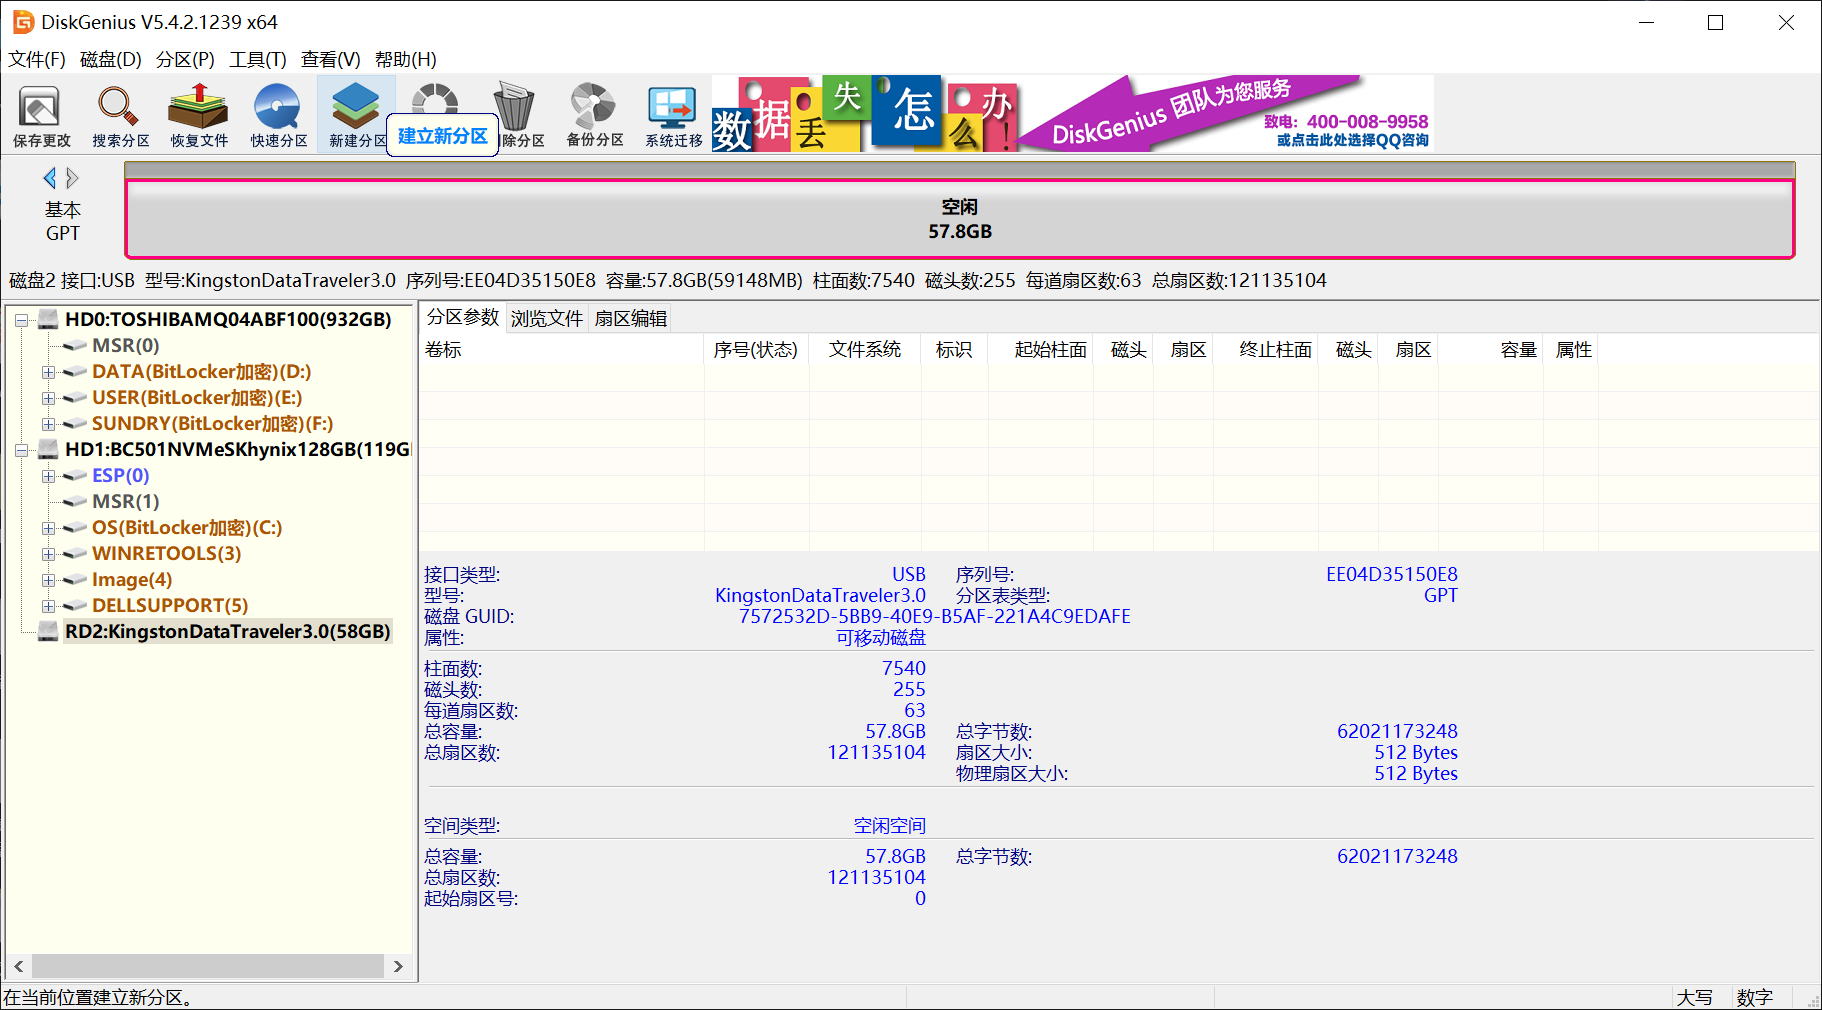 DiskGenius V5.4.2.1239 x64
文件(F) 磁盘(D) 分区(P) 工具(T) 查看(V) 帮助(H)
保存更改 搜索分区 恢复文件 快速分区 新建分区 建立新分区 除分区 备份分区 系统迁移
数据丢失怎么办!
DiskGenius 团队为您服务
致电：400-008-9958
或点击此处选择QQ咨询
基本
GPT
空闲
57.8GB
磁盘2 接口:USB 型号:KingstonDataTraveler3.0 序列号:EE04D35150E8 容量:57.8GB(59148MB) 柱面数:7540 磁头数:255 每道扇区数:63 总扇区数:121135104
HD0:TOSHIBAMQ04ABF100(932GB)
MSR(0)
DATA(BitLocker加密)(D:)
USER(BitLocker加密)(E:)
SUNDRY(BitLocker加密)(F:)
HD1:BC501NVMeSKhynix128GB(119G
ESP(0)
MSR(1)
OS(BitLocker加密)(C:)
WINRETOOLS(3)
Image(4)
DELLSUPPORT(5)
RD2:KingstonDataTraveler3.0(58GB)
分区参数 浏览文件 扇区编辑
卷标 序号(状态) 文件系统 标识 起始柱面 磁头 扇区 终止柱面 磁头 扇区 容量 属性
接口类型: USB 序列号: EE04D35150E8
型号: KingstonDataTraveler3.0 分区表类型: GPT
磁盘 GUID: 7572532D-5BB9-40E9-B5AF-221A4C9EDAFE
属性: 可移动磁盘
柱面数: 7540
磁头数: 255
每道扇区数: 63
总容量: 57.8GB 总字节数: 62021173248
总扇区数: 121135104 扇区大小: 512 Bytes
物理扇区大小: 512 Bytes
空间类型: 空闲空间
总容量: 57.8GB 总字节数: 62021173248
总扇区数: 121135104
起始扇区号: 0
在当前位置建立新分区。
大写 数字